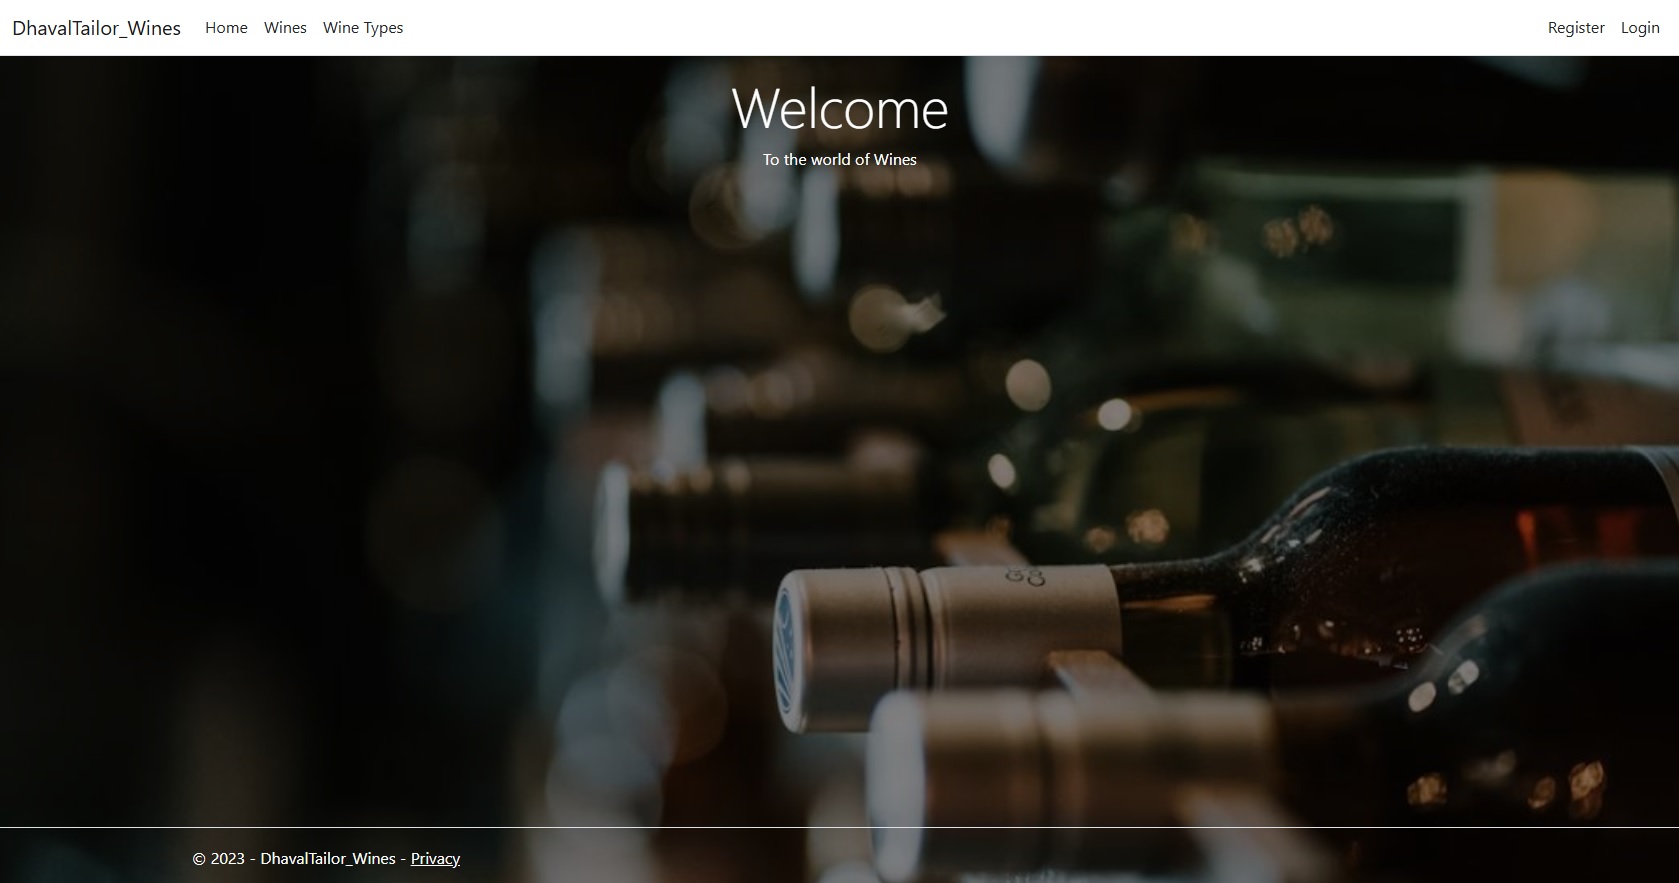 DhavalTailor_Wines Home Wines Wine Types Register Login
Welcome
To the world of Wines
© 2023 - DhavalTailor_Wines - Privacy